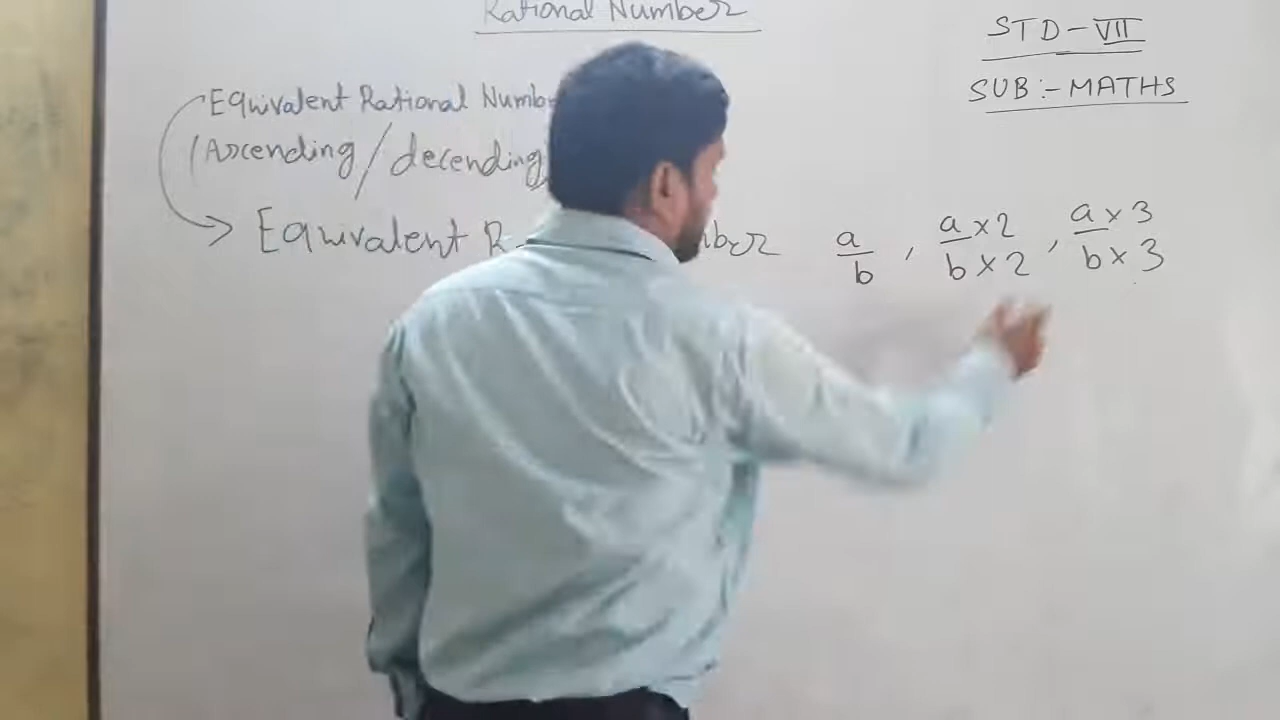 Rational Number
STD-VII
SUB:-MATHS
Equivalent Rational
(Ascending/decending
Equivalent
a/b , a×2/b×2 , a×3/b×3